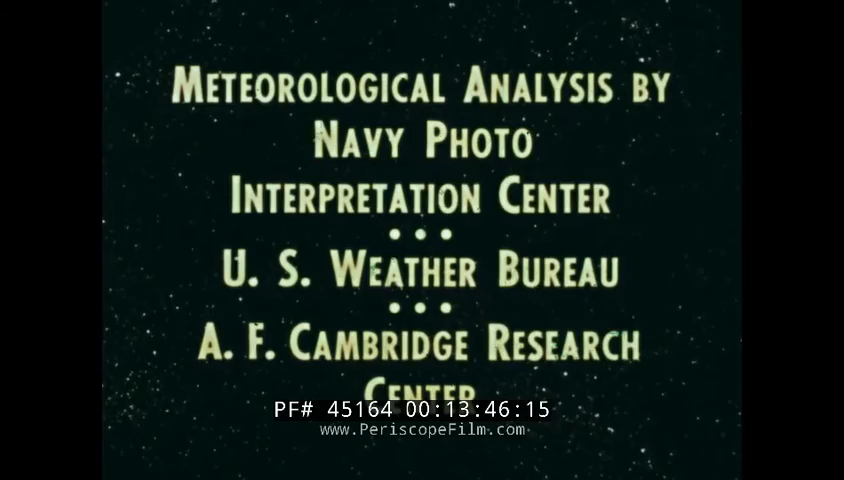 METEOROLOGICAL ANALYSIS BY
NAVY PHOTO
INTERPRETATION CENTER
• • •
U. S. WEATHER BUREAU
• • •
A. F. CAMBRIDGE RESEARCH
CENTER
PF# 45164 00:13:46:15
www.PeriscopeFilm.com